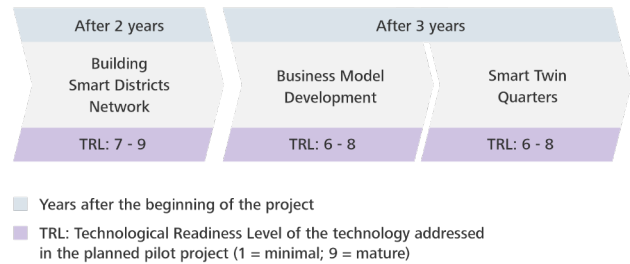 After 2 years
After 3 years
Building
Smart Districts
Network
Business Model
Development
Smart Twin
Quarters
TRL: 7 - 9
TRL: 6 - 8
TRL: 6 - 8
Years after the beginning of the project
TRL: Technological Readiness Level of the technology addressed
in the planned pilot project (1 = minimal; 9 = mature)